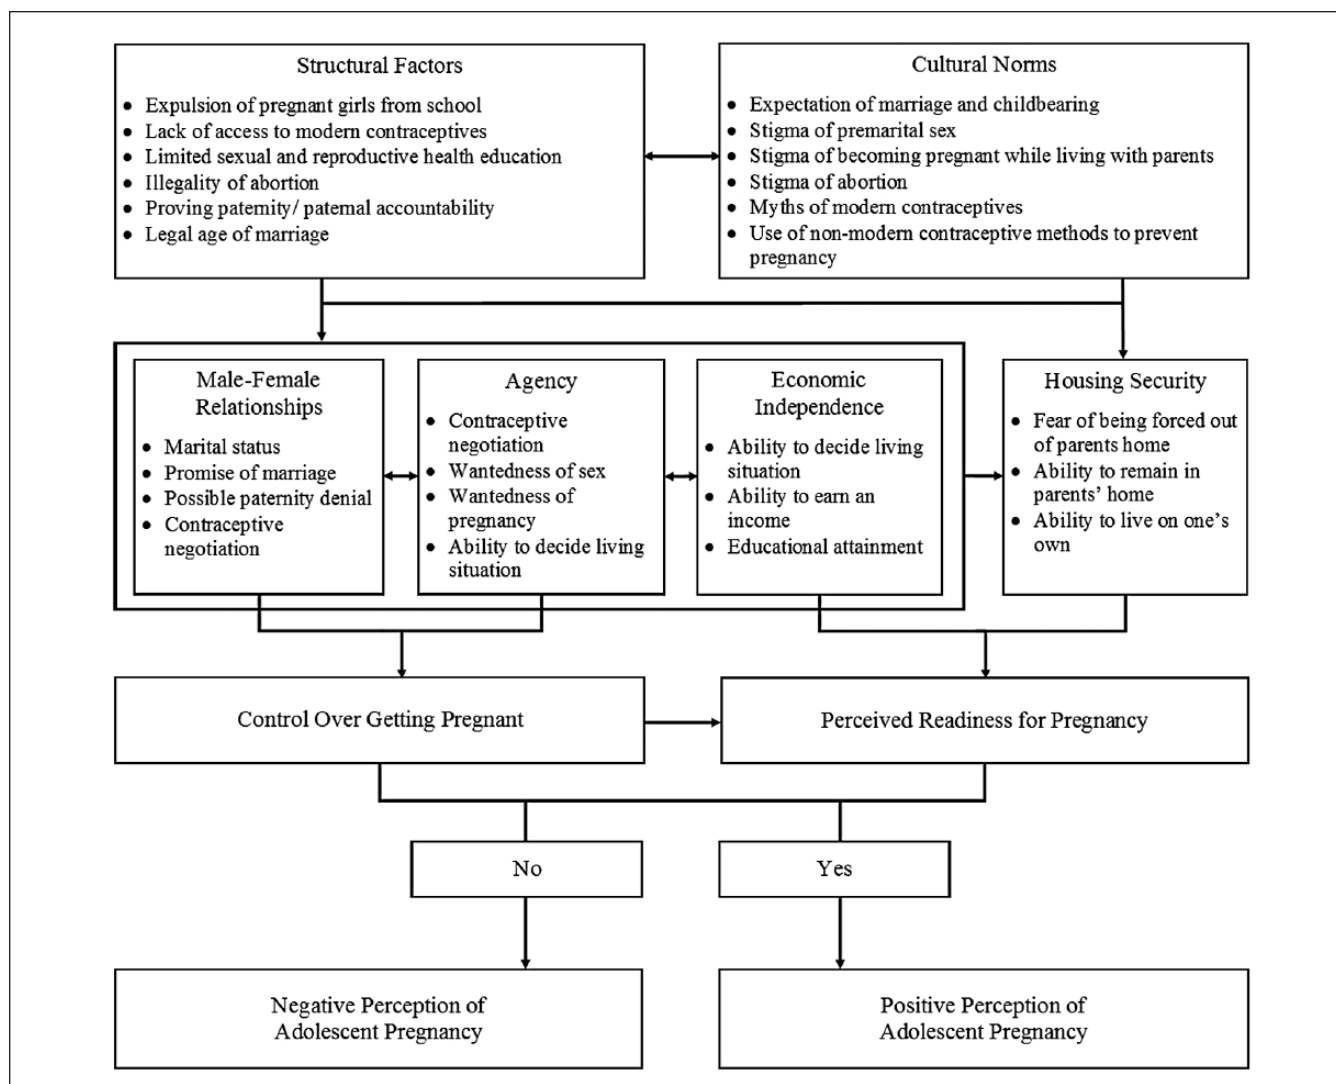 Structural Factors
• Expulsion of pregnant girls from school
• Lack of access to modern contraceptives
• Limited sexual and reproductive health education
• Illegality of abortion
• Proving paternity/ paternal accountability
• Legal age of marriage
Cultural Norms
• Expectation of marriage and childbearing
• Stigma of premarital sex
• Stigma of becoming pregnant while living with parents
• Stigma of abortion
• Myths of modern contraceptives
• Use of non-modern contraceptive methods to prevent
pregnancy
Male-Female
Relationships
• Marital status
• Promise of marriage
• Possible paternity denial
• Contraceptive
negotiation
Agency
• Contraceptive
negotiation
• Wantedness of sex
• Wantedness of
pregnancy
• Ability to decide living
situation
Economic
Independence
• Ability to decide living
situation
• Ability to earn an
income
• Educational attainment
Housing Security
• Fear of being forced out
of parents home
• Ability to remain in
parents’ home
• Ability to live on one’s
own
Control Over Getting Pregnant
Perceived Readiness for Pregnancy
No
Yes
Negative Perception of
Adolescent Pregnancy
Positive Perception of
Adolescent Pregnancy